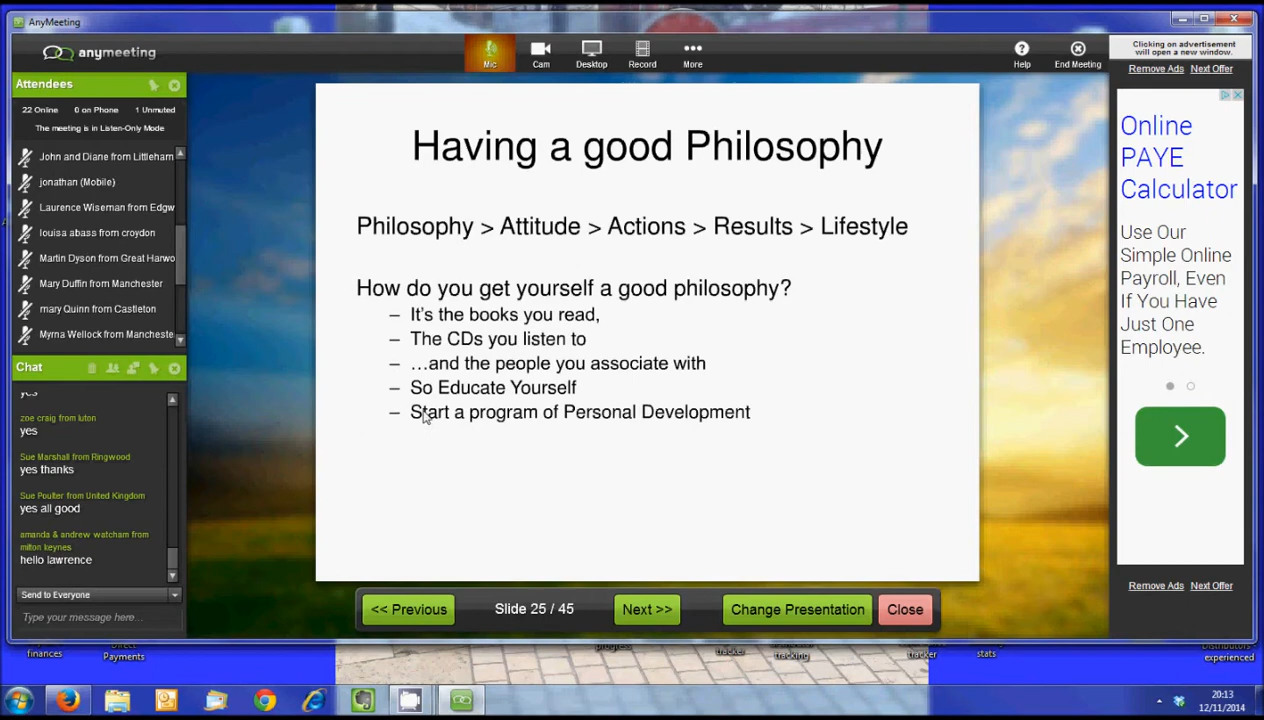 AnyMeeting
anymeeting
Mic
Cam
Desktop
Record
More
Help
End Meeting
Clicking on advertisement
will open a new window.
Remove Ads Next Offer
Attendees
22 Online 0 on Phone 1 Unmuted
The meeting is in Listen-Only Mode
John and Diane from Littleham
jonathan (Mobile)
Laurence Wiseman from Edgw
louisa abass from croydon
Martin Dyson from Great Harwo
Mary Duffin from Manchester
mary Quinn from Castleton
Myrna Wellock from Mancheste
Chat
yes
zoe craig from luton
yes
Sue Marshall from Ringwood
yes thanks
Sue Poulter from United Kingdom
yes all good
amanda & andrew watcham from
milton keynes
hello lawrence
Send to Everyone
Type your message here...
Having a good Philosophy
Philosophy > Attitude > Actions > Results > Lifestyle
How do you get yourself a good philosophy?
– It's the books you read,
– The CDs you listen to
– …and the people you associate with
– So Educate Yourself
– Start a program of Personal Development
<< Previous
Slide 25 / 45
Next >>
Change Presentation
Close
Online
PAYE
Calculator
Use Our
Simple Online
Payroll, Even
If You Have
Just One
Employee.
Remove Ads Next Offer
finances
Direct
Payments
progress
tracker
tracking
tracker
stats
Distributors -
experienced
20:13
12/11/2014